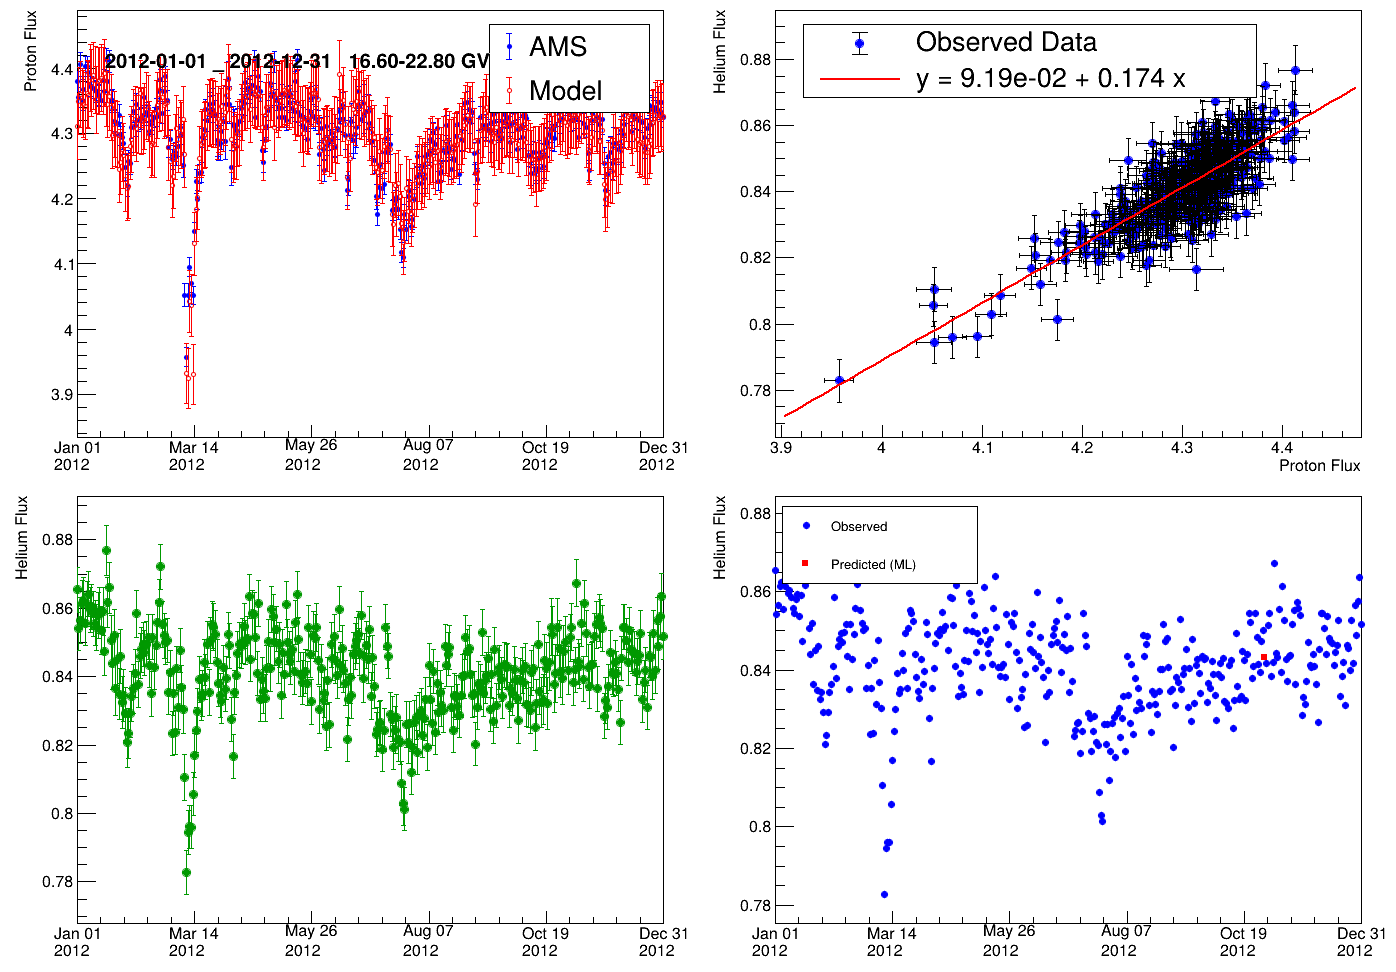 Proton Flux
4.4
4.3
4.2
4.1
4
3.9
2012-01-01 _ 2012-12-31 16.60-22.80 GV
AMS
Model
Jan 01
2012
Mar 14
2012
May 26
2012
Aug 07
2012
Oct 19
2012
Dec 31
2012
Helium Flux
0.88
0.86
0.84
0.82
0.8
0.78
Observed Data
y = 9.19e-02 + 0.174 x
3.9 4 4.1 4.2 4.3 4.4
Proton Flux
Helium Flux
0.88
0.86
0.84
0.82
0.8
0.78
Jan 01
2012
Mar 14
2012
May 26
2012
Aug 07
2012
Oct 19
2012
Dec 31
2012
Helium Flux
0.88
0.86
0.84
0.82
0.8
0.78
Observed
Predicted (ML)
Jan 01
2012
Mar 14
2012
May 26
2012
Aug 07
2012
Oct 19
2012
Dec 31
2012